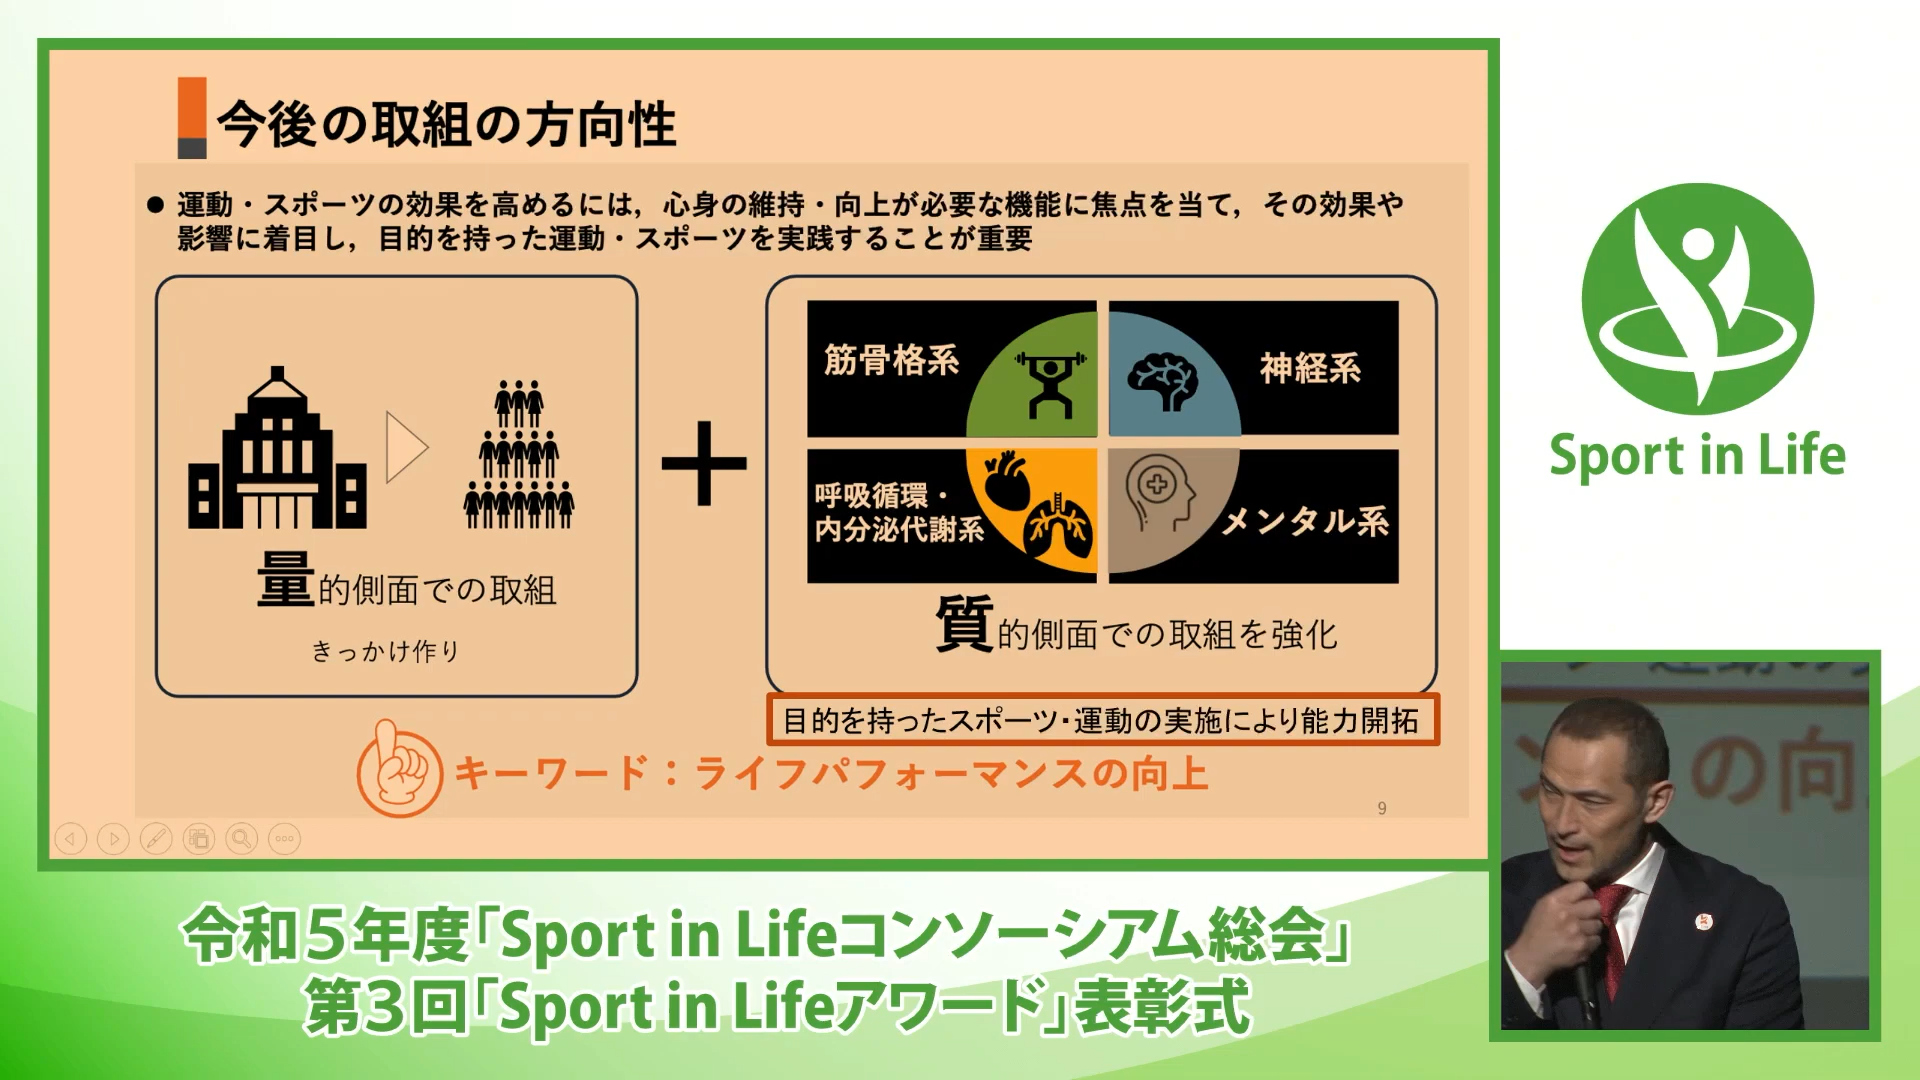 今後の取組の方向性
● 運動・スポーツの効果を高めるには，心身の維持・向上が必要な機能に焦点を当て，その効果や
影響に着目し，目的を持った運動・スポーツを実践することが重要
量的側面での取組
きっかけ作り
＋
筋骨格系
神経系
呼吸循環・
内分泌代謝系
メンタル系
質的側面での取組を強化
目的を持ったスポーツ・運動の実施により能力開拓
キーワード：ライフパフォーマンスの向上
9
Sport in Life
の向
令和５年度「Sport in Lifeコンソーシアム総会」
第３回「Sport in Lifeアワード」表彰式